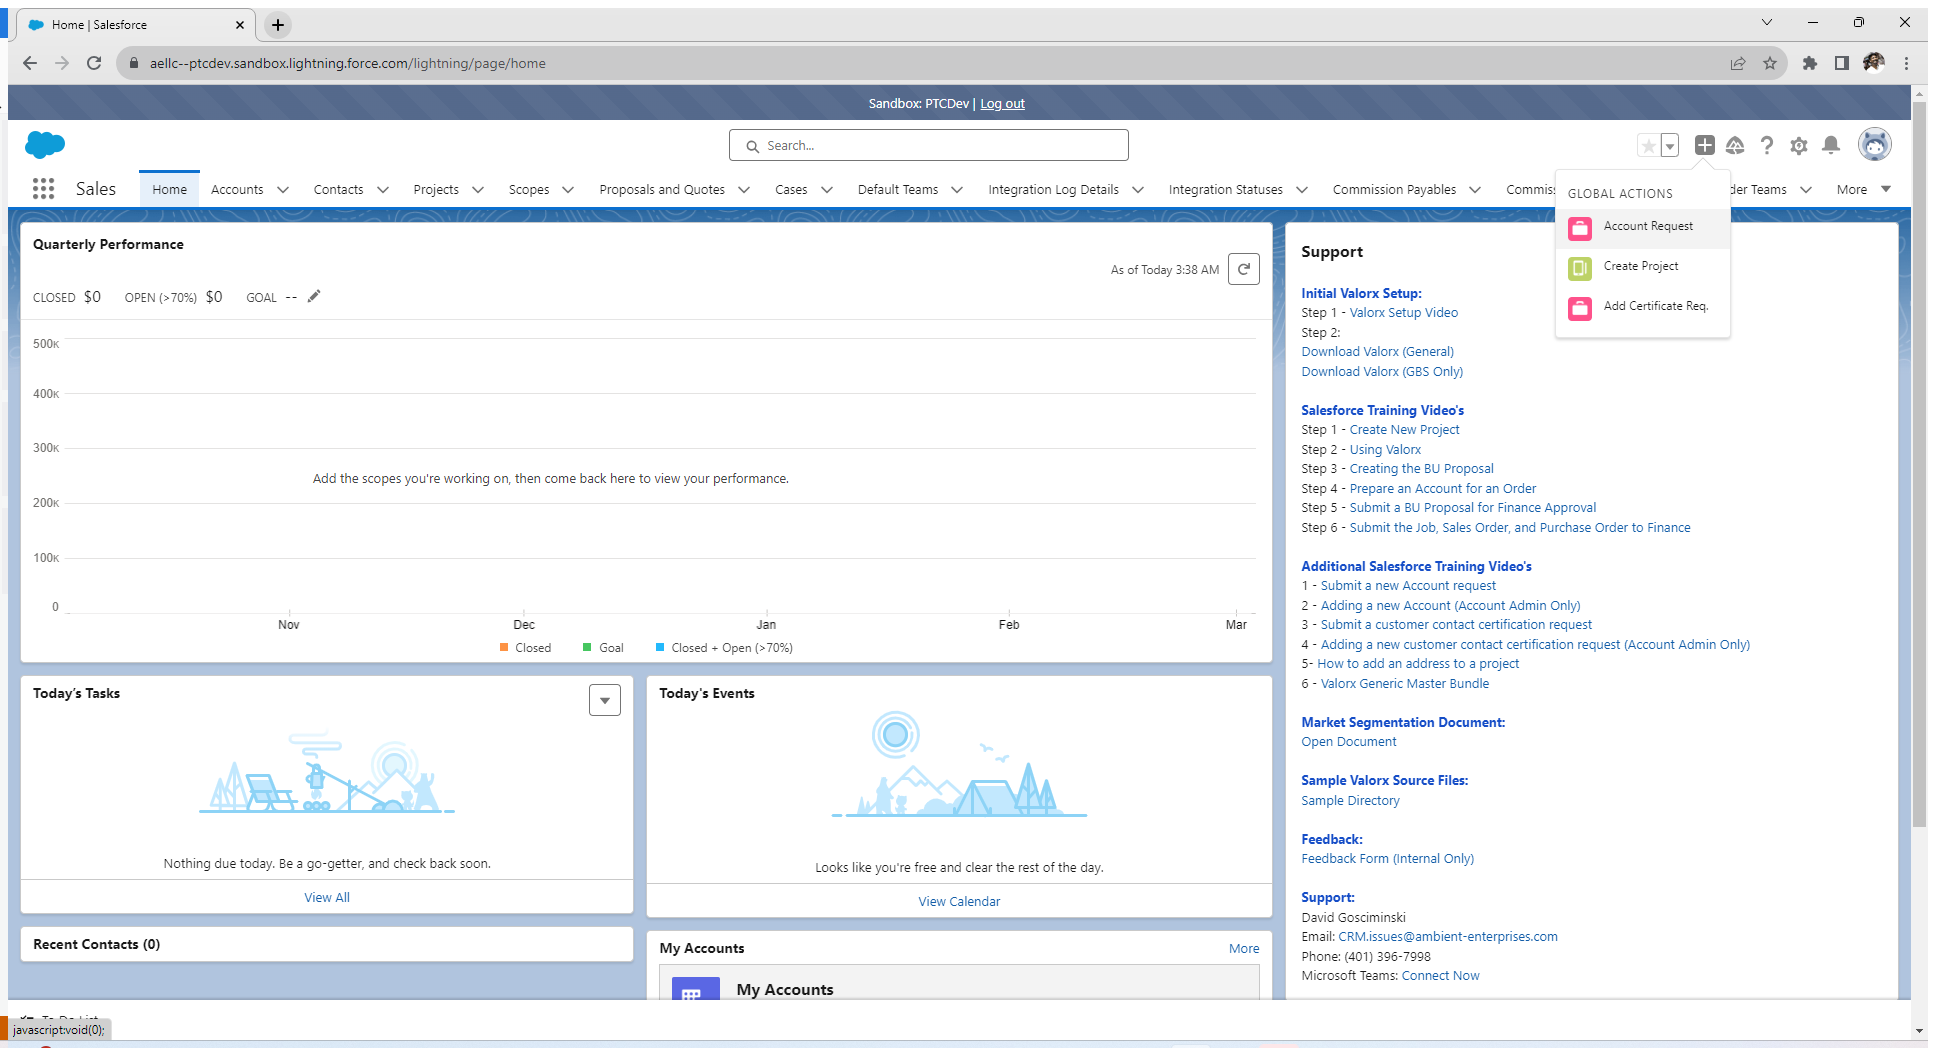 Home | Salesforce
aellc--ptcdev.sandbox.lightning.force.com/lightning/page/home
Sandbox: PTCDev | Log out
Search...
Sales
Home
Accounts
Contacts
Projects
Scopes
Proposals and Quotes
Cases
Default Teams
Integration Log Details
Integration Statuses
Commission Payables
Teams
More
GLOBAL ACTIONS
Account Request
Create Project
Add Certificate Req.
Quarterly Performance
As of Today 3:38 AM
CLOSED $0 OPEN (>70%) $0 GOAL --
500K
400K
300K
200K
100K
0
Add the scopes you're working on, then come back here to view your performance.
Nov Dec Jan Feb Mar
Closed Goal Closed + Open (>70%)
Today's Tasks
Nothing due today. Be a go-getter, and check back soon.
View All
Recent Contacts (0)
Today's Events
Looks like you're free and clear the rest of the day.
View Calendar
My Accounts
More
My Accounts
Support
Initial Valorx Setup:
Step 1 - Valorx Setup Video
Step 2:
Download Valorx (General)
Download Valorx (GBS Only)
Salesforce Training Video's
Step 1 - Create New Project
Step 2 - Using Valorx
Step 3 - Creating the BU Proposal
Step 4 - Prepare an Account for an Order
Step 5 - Submit a BU Proposal for Finance Approval
Step 6 - Submit the Job, Sales Order, and Purchase Order to Finance
Additional Salesforce Training Video's
1 - Submit a new Account request
2 - Adding a new Account (Account Admin Only)
3 - Submit a customer contact certification request
4 - Adding a new customer contact certification request (Account Admin Only)
5- How to add an address to a project
6 - Valorx Generic Master Bundle
Market Segmentation Document:
Open Document
Sample Valorx Source Files:
Sample Directory
Feedback:
Feedback Form (Internal Only)
Support:
David Gosciminski
Email: CRM.issues@ambient-enterprises.com
Phone: (401) 396-7998
Microsoft Teams: Connect Now
To Do List
javascript:void(0);